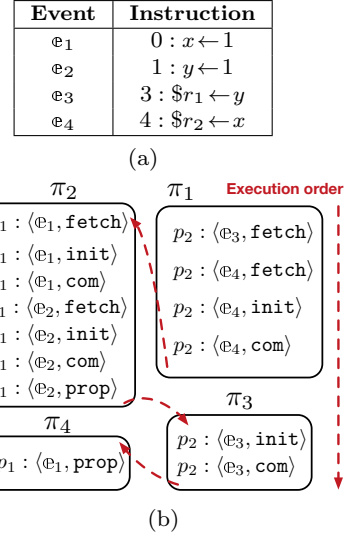 Event Instruction
𝕖1 0 : x ← 1
𝕖2 1 : y ← 1
𝕖3 3 : $r1 ← y
𝕖4 4 : $r2 ← x
(a)
π2 π1 Execution order
1 : ⟨𝕖1, fetch⟩
1 : ⟨𝕖1, init⟩
1 : ⟨𝕖1, com⟩
1 : ⟨𝕖2, fetch⟩
1 : ⟨𝕖2, init⟩
1 : ⟨𝕖2, com⟩
1 : ⟨𝕖2, prop⟩
p2 : ⟨𝕖3, fetch⟩
p2 : ⟨𝕖4, fetch⟩
p2 : ⟨𝕖4, init⟩
p2 : ⟨𝕖4, com⟩
π3
p2 : ⟨𝕖3, init⟩
p2 : ⟨𝕖3, com⟩
π4
p1 : ⟨𝕖1, prop⟩
(b)